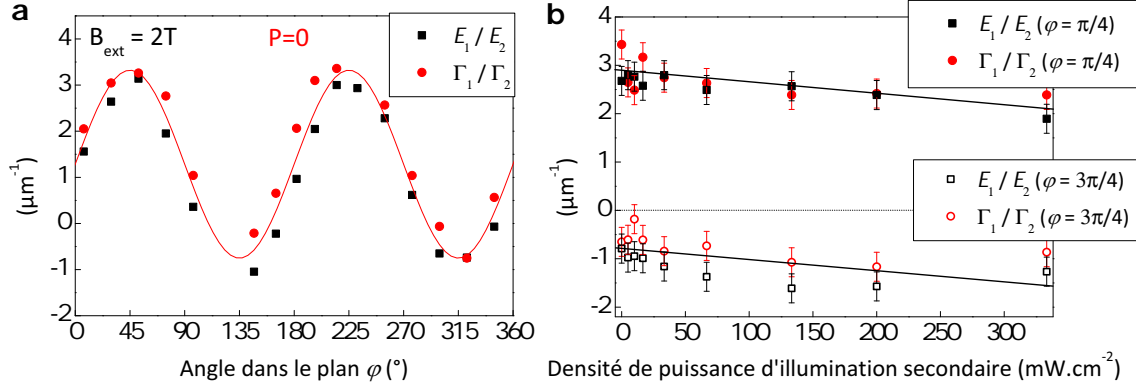 a
B_ext = 2T
P=0
E₁ / E₂
Γ₁ / Γ₂
4
3
2
1
0
-1
-2
(µm⁻¹)
0 45 90 135 180 225 270 315 360
Angle dans le plan φ (°)
b
E₁ / E₂ (φ = π/4)
Γ₁ / Γ₂ (φ = π/4)
E₁ / E₂ (φ = 3π/4)
Γ₁ / Γ₂ (φ = 3π/4)
4
3
2
1
0
-1
-2
(µm⁻¹)
0 50 100 150 200 250 300
Densité de puissance d'illumination secondaire (mW.cm⁻²)